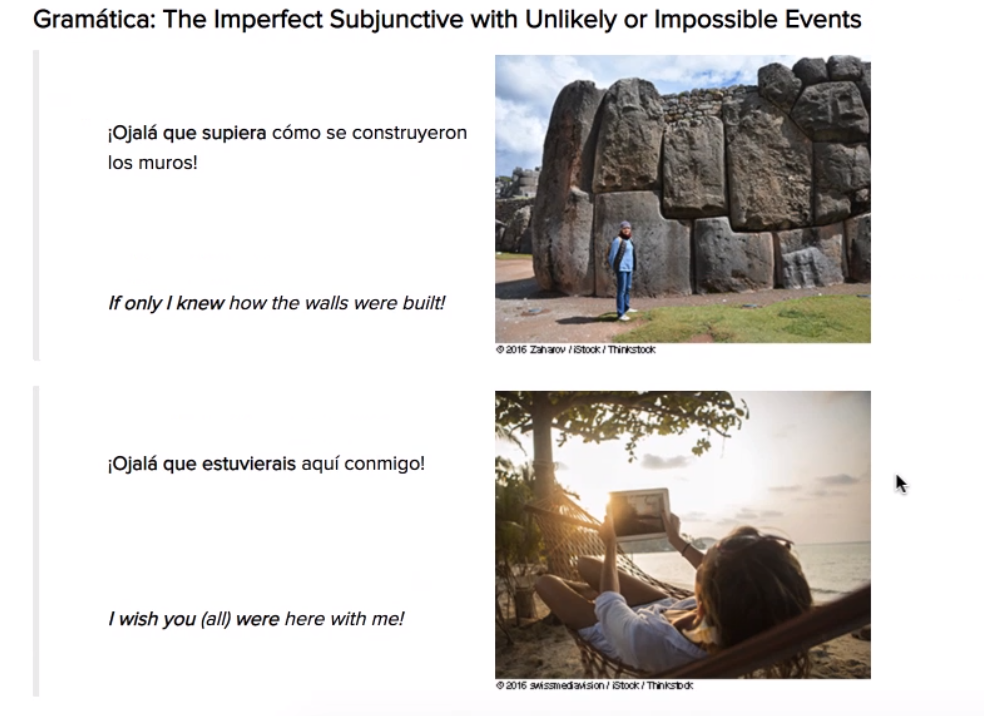 Gramática: The Imperfect Subjunctive with Unlikely or Impossible Events
¡Ojalá que supiera cómo se construyeron
los muros!
If only I knew how the walls were built!
© 2016 Zaharov / iStock / Thinkstock
¡Ojalá que estuvierais aquí conmigo!
I wish you (all) were here with me!
© 2016 swissmediavision / iStock / Thinkstock